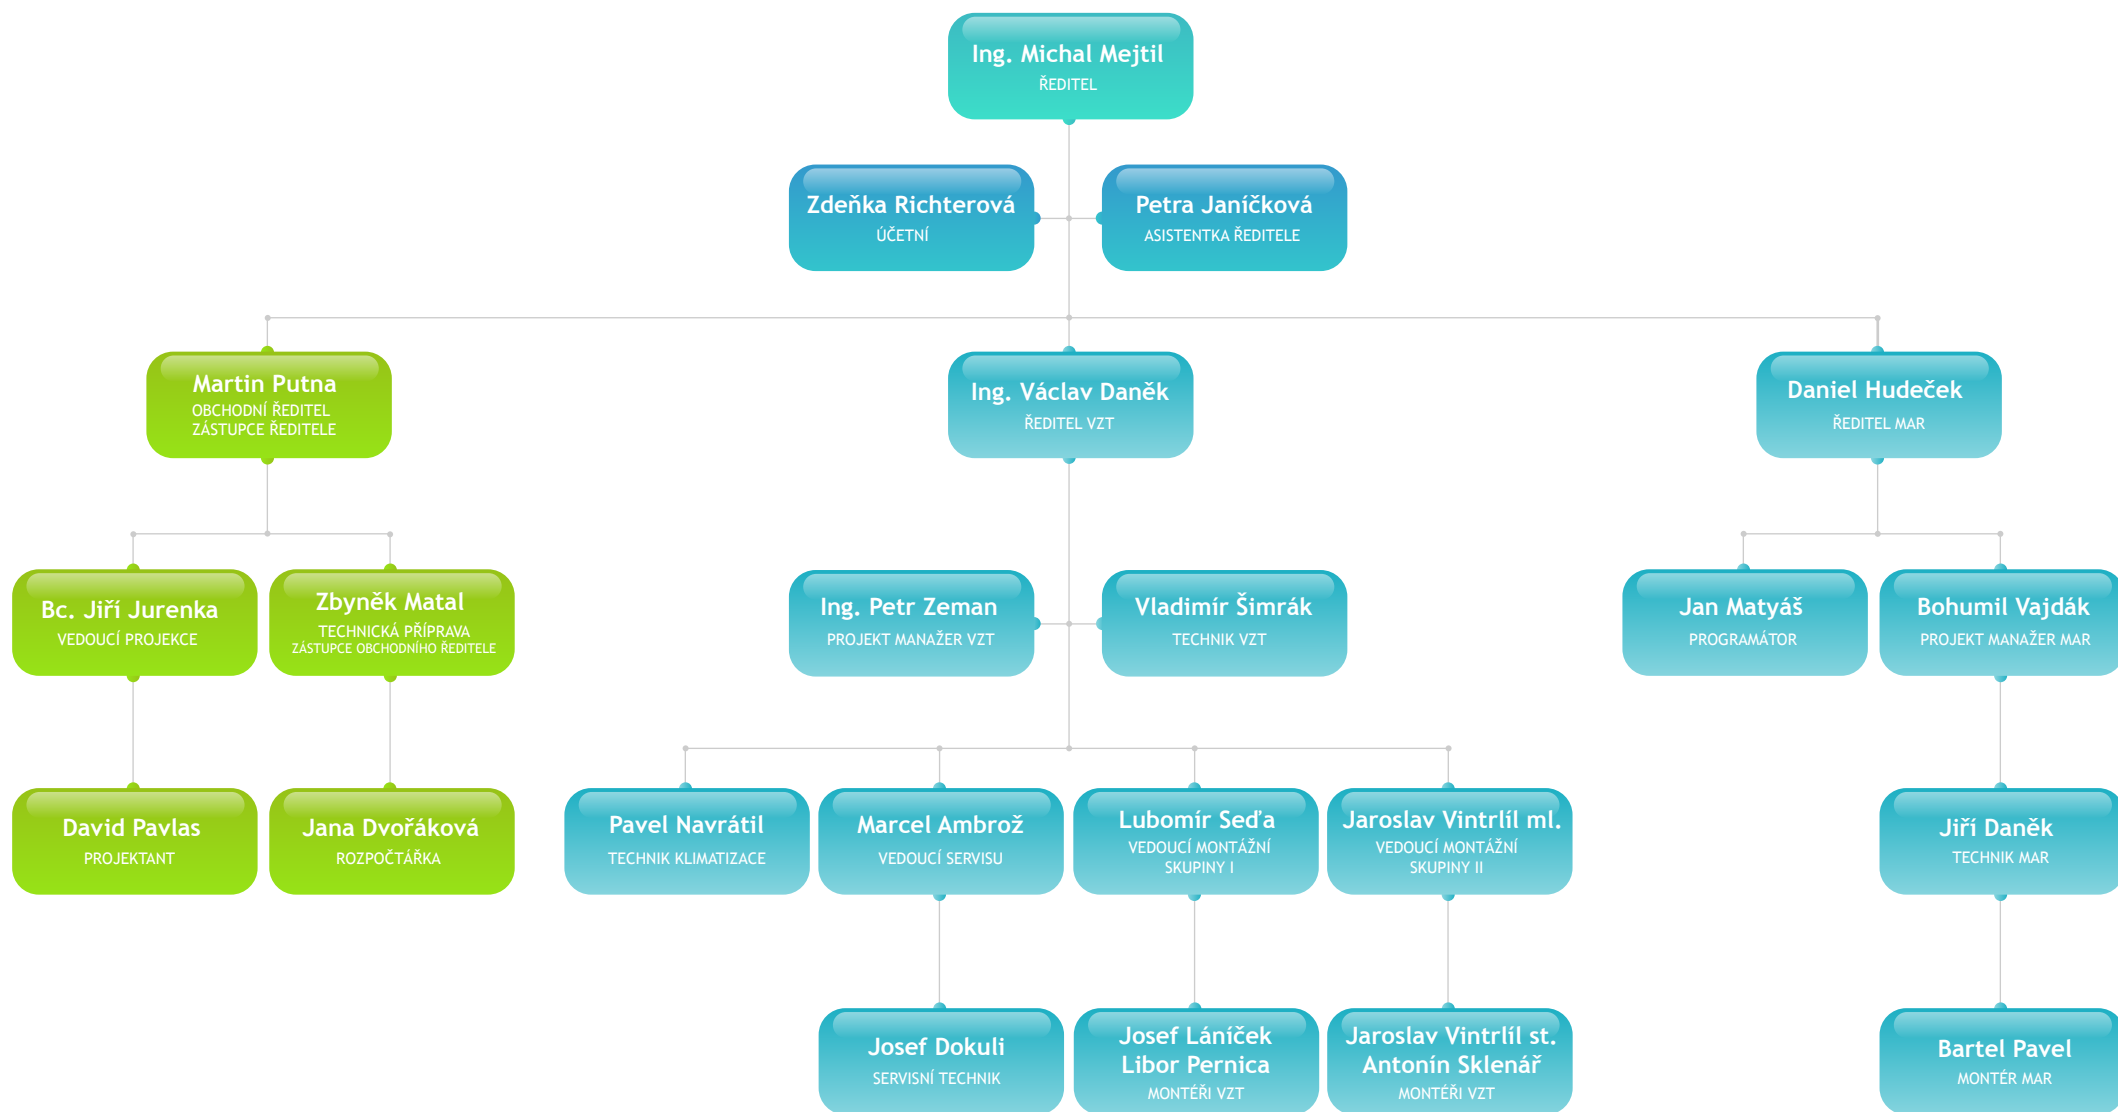 Ing. Michal Mejtil
ŘEDITEL
Zdeňka Richterová
ÚČETNÍ
Petra Janíčková
ASISTENTKA ŘEDITELE
Martin Putna
OBCHODNÍ ŘEDITEL
ZÁSTUPCE ŘEDITELE
Ing. Václav Daněk
ŘEDITEL VZT
Daniel Hudeček
ŘEDITEL MAR
Bc. Jiří Jurenka
VEDOUCÍ PROJEKCE
Zbyněk Matal
TECHNICKÁ PŘÍPRAVA
ZÁSTUPCE OBCHODNÍHO ŘEDITELE
Ing. Petr Zeman
PROJEKT MANAŽER VZT
Vladimír Šimrák
TECHNIK VZT
Jan Matyáš
PROGRAMÁTOR
Bohumil Vajdák
PROJEKT MANAŽER MAR
David Pavlas
PROJEKTANT
Jana Dvořáková
ROZPOČTÁŘKA
Pavel Navrátil
TECHNIK KLIMATIZACE
Marcel Ambrož
VEDOUCÍ SERVISU
Lubomír Seďa
VEDOUCÍ MONTÁŽNÍ
SKUPINY I
Jaroslav Vintrlíl ml.
VEDOUCÍ MONTÁŽNÍ
SKUPINY II
Jiří Daněk
TECHNIK MAR
Josef Dokuli
SERVISNÍ TECHNIK
Josef Láníček
Libor Pernica
MONTÉŘI VZT
Jaroslav Vintrlíl st.
Antonín Sklenář
MONTÉŘI VZT
Bartel Pavel
MONTÉR MAR